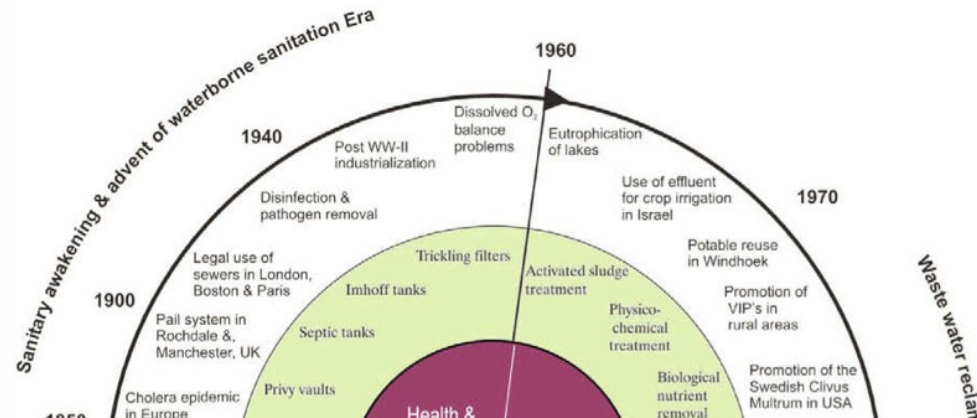 Sanitary awakening & advent of waterborne sanitation Era
1960
Dissolved O₂
balance
problems
Eutrophication
of lakes
1940
Post WW-II
industrialization
Use of effluent
for crop irrigation
in Israel
1970
Disinfection &
pathogen removal
Trickling filters
Potable reuse
in Windhoek
Legal use of
sewers in London,
Boston & Paris
Activated sludge
treatment
Imhoff tanks
Promotion of
VIP's in
rural areas
1900
Pail system in
Rochdale &,
Manchester, UK
Septic tanks
Physico-
chemical
treatment
Promotion of the
Swedish Clivus
Multrum in USA
Privy vaults
Biological
nutrient
removal
Cholera epidemic
in Europe
Health &
Waste water